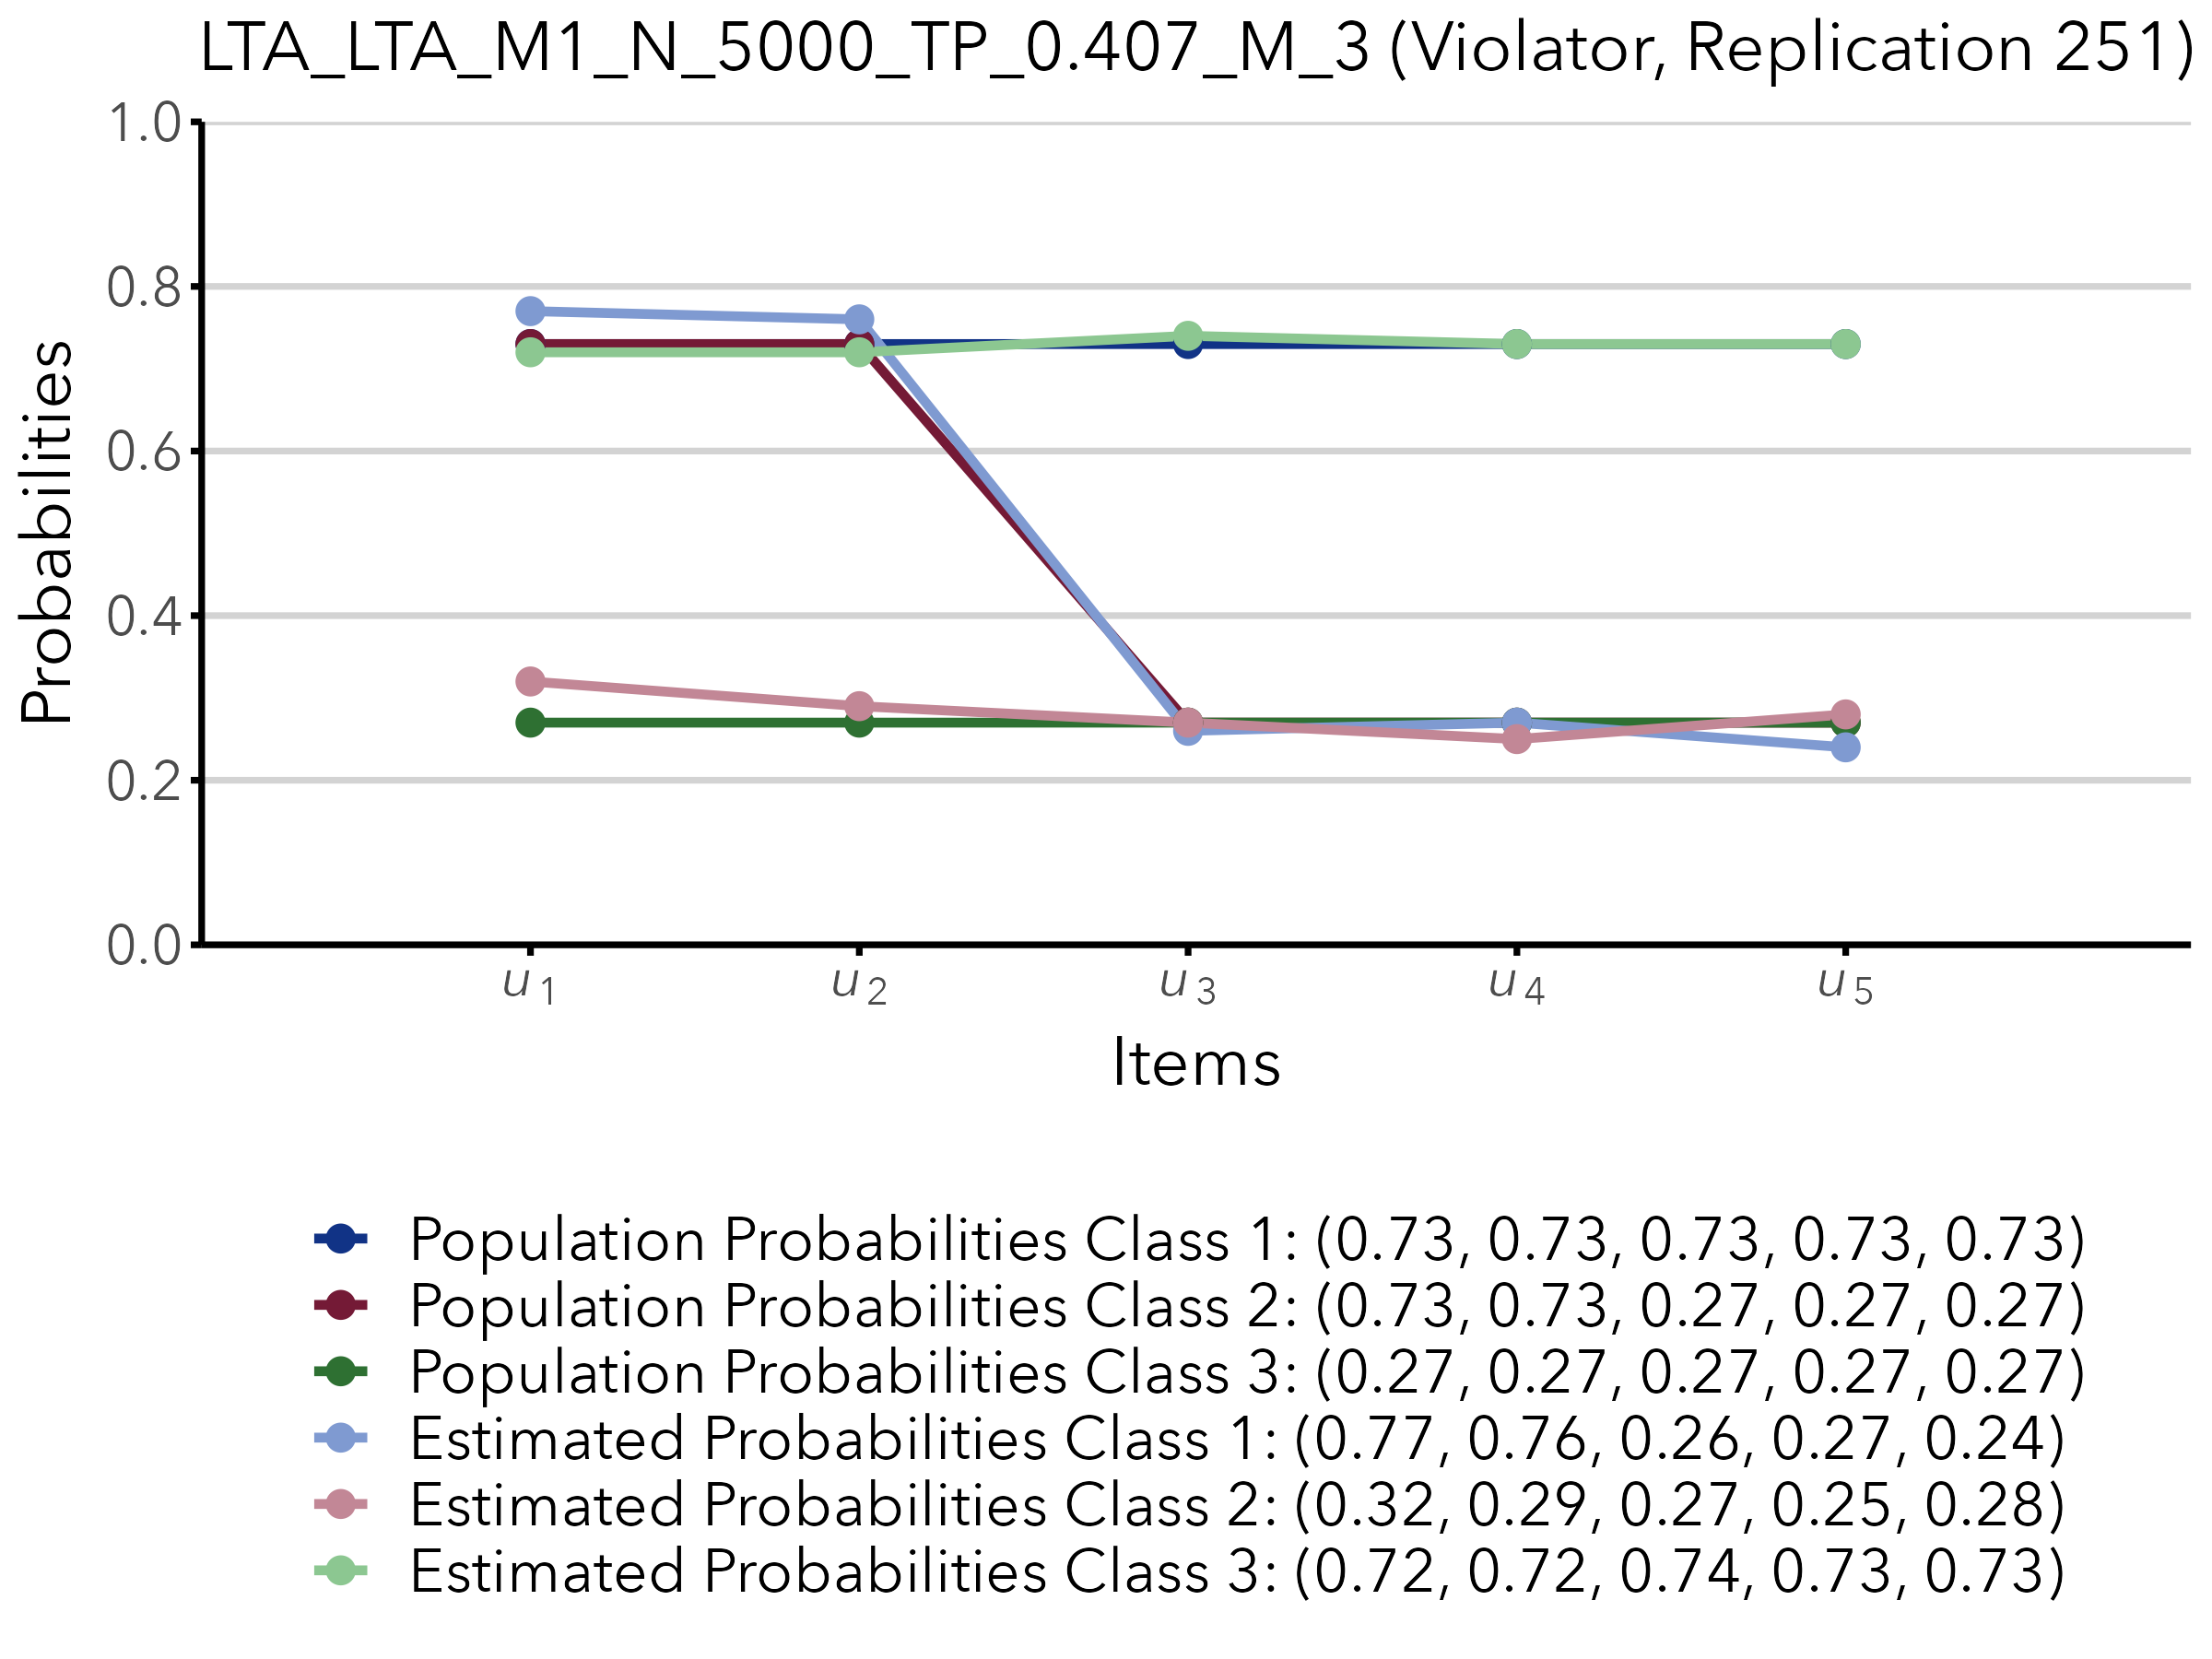 LTA_LTA_M1_N_5000_TP_0.407_M_3 (Violator, Replication 251)
1.0
0.8
0.6
0.4
0.2
0.0
Probabilities
u1 u2 u3 u4 u5
Items
Population Probabilities Class 1: (0.73, 0.73, 0.73, 0.73, 0.73)
Population Probabilities Class 2: (0.73, 0.73, 0.27, 0.27, 0.27)
Population Probabilities Class 3: (0.27, 0.27, 0.27, 0.27, 0.27)
Estimated Probabilities Class 1: (0.77, 0.76, 0.26, 0.27, 0.24)
Estimated Probabilities Class 2: (0.32, 0.29, 0.27, 0.25, 0.28)
Estimated Probabilities Class 3: (0.72, 0.72, 0.74, 0.73, 0.73)